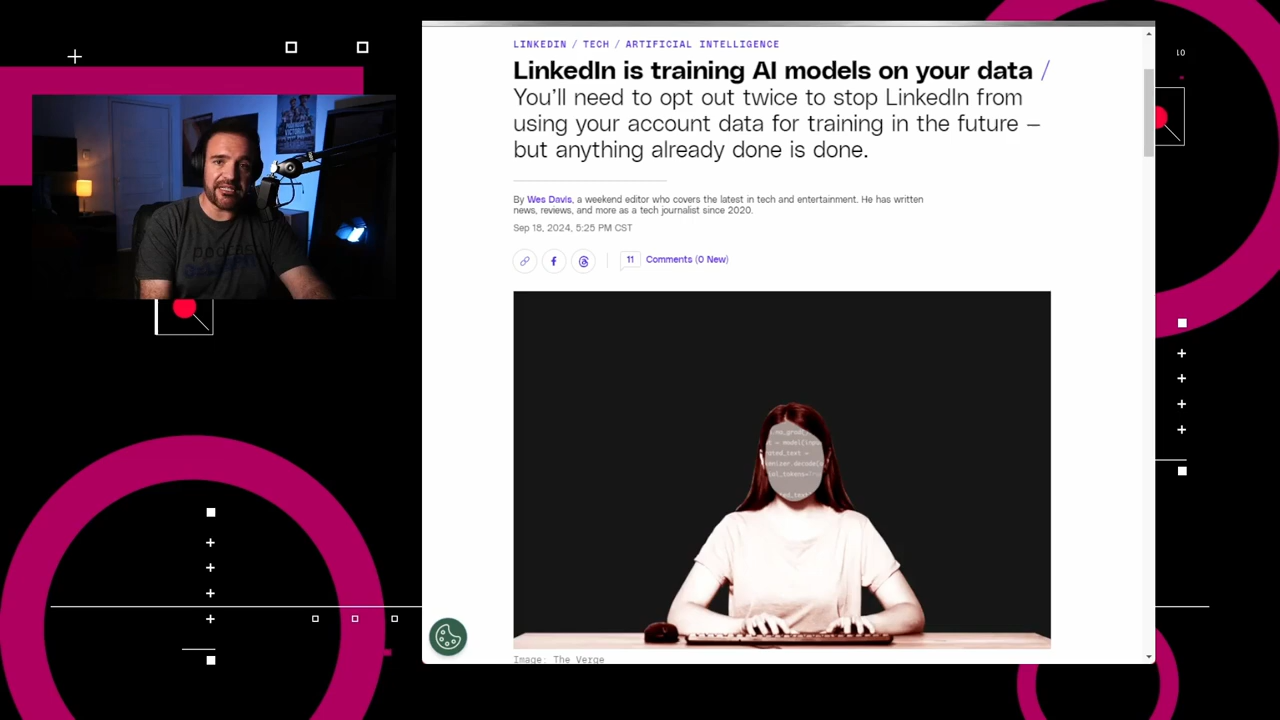 LINKEDIN / TECH / ARTIFICIAL INTELLIGENCE
LinkedIn is training AI models on your data /
You'll need to opt out twice to stop LinkedIn from
using your account data for training in the future —
but anything already done is done.
By Wes Davis, a weekend editor who covers the latest in tech and entertainment. He has written
news, reviews, and more as a tech journalist since 2020.
Sep 18, 2024, 5:25 PM CST
11 Comments (0 New)
Image: The Verge
podcast
01